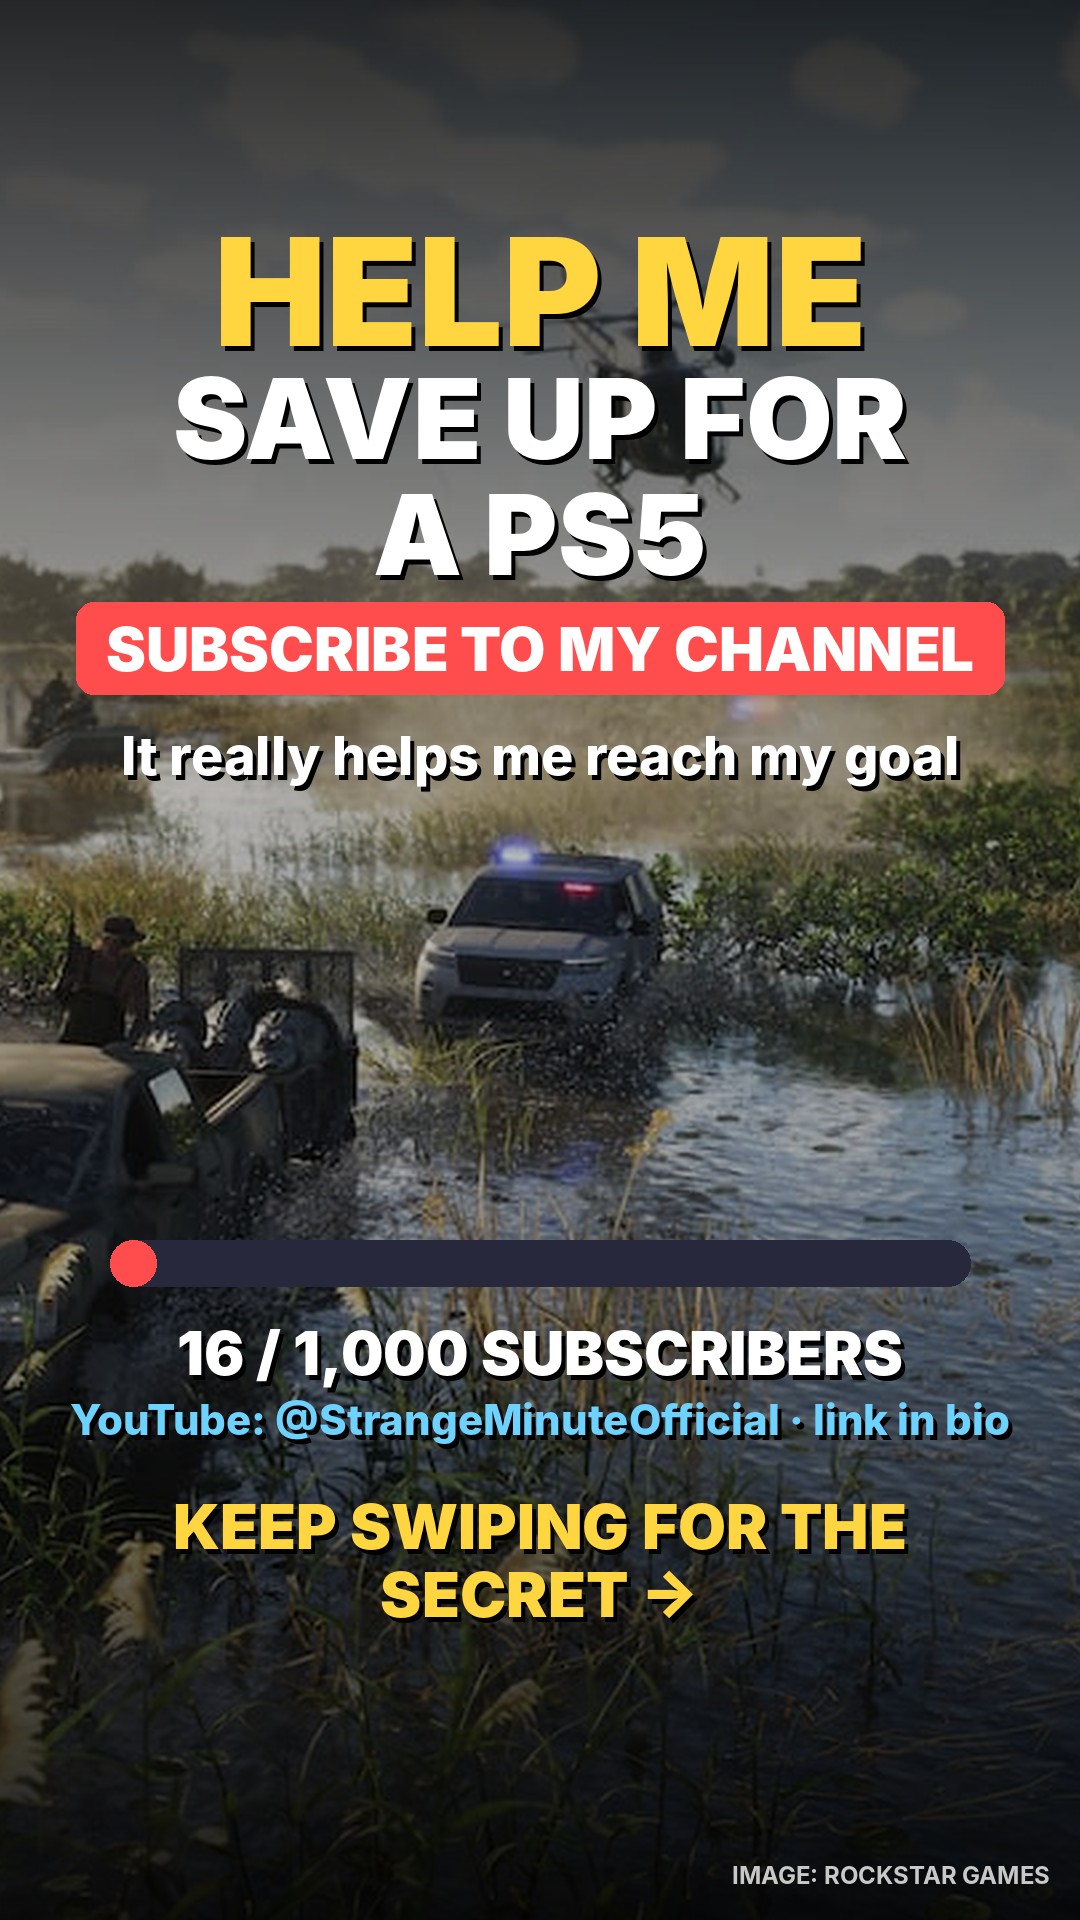 HELP ME
SAVE UP FOR
A PS5
SUBSCRIBE TO MY CHANNEL
It really helps me reach my goal
16 / 1,000 SUBSCRIBERS
YouTube: @StrangeMinuteOfficial · link in bio
KEEP SWIPING FOR THE
SECRET →
IMAGE: ROCKSTAR GAMES